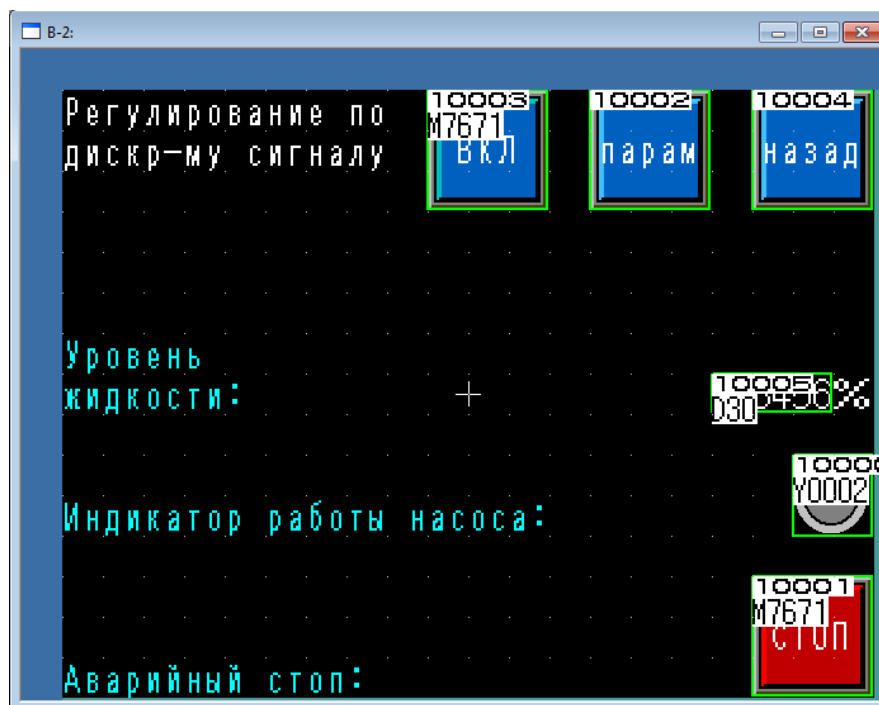 B-2:
Регулирование по
дискр-му сигналу
10003
M7671
ВКЛ
10002
парам
10004
назад
Уровень
жидкости:
10005
D30
%
Y0002
Индикатор работы насоса:
10001
M7671
СТОП
Аварийный стоп: